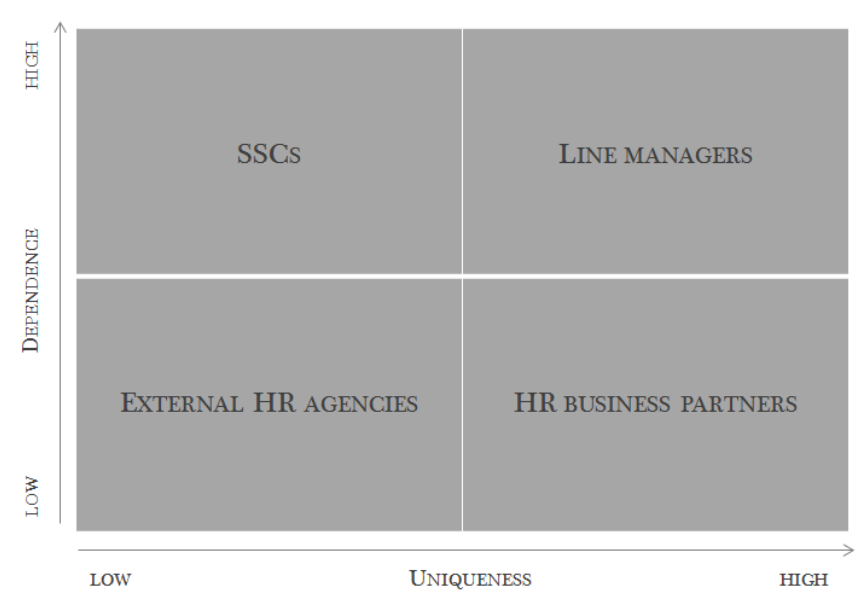 HIGH
SSCs
LINE MANAGERS
DEPENDENCE
EXTERNAL HR AGENCIES
HR BUSINESS PARTNERS
LOW
LOW
UNIQUENESS
HIGH